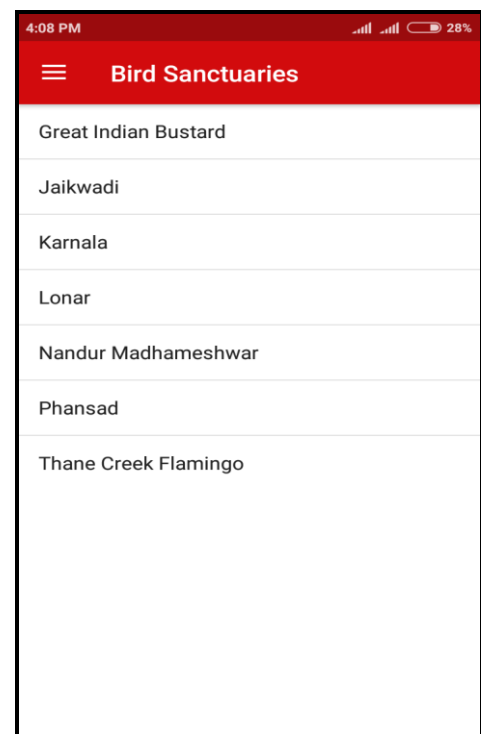 4:08 PM 28%
Bird Sanctuaries
Great Indian Bustard
Jaikwadi
Karnala
Lonar
Nandur Madhameshwar
Phansad
Thane Creek Flamingo